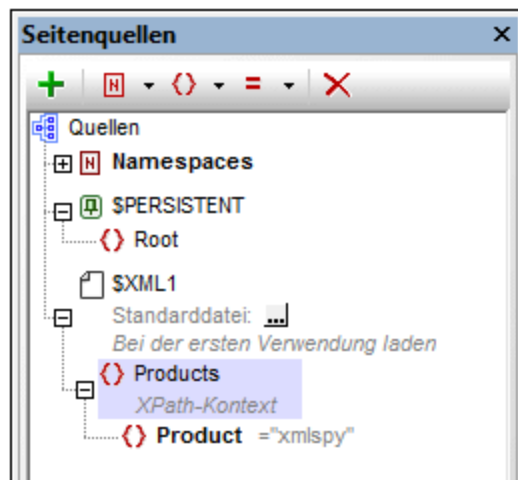 Seitenquellen
Quellen
Namespaces
$PERSISTENT
{} Root
$XML1
Standarddatei: ...
Bei der ersten Verwendung laden
{} Products
XPath-Kontext
{} Product ="xmlspy"